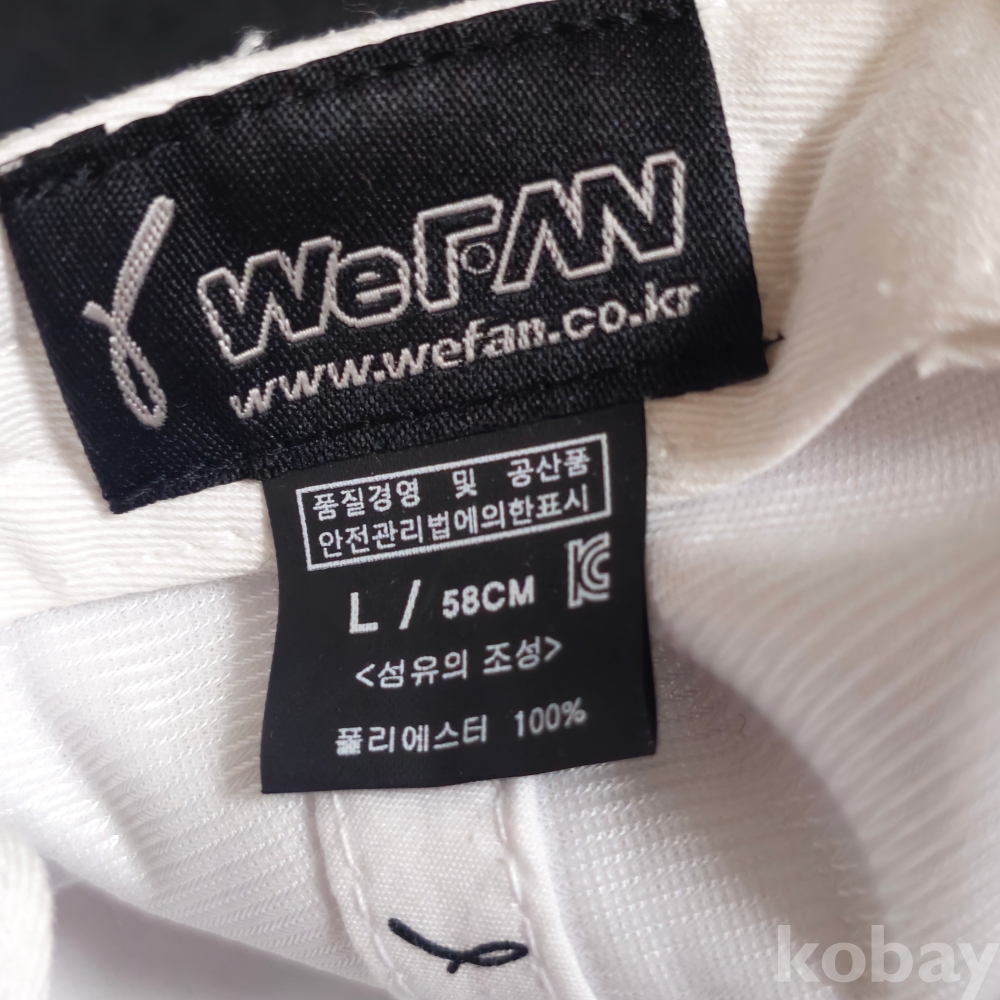 WeFAN
www.wefan.co.kr
품질경영 및 공산품
안전관리법에의한표시
L / 58CM
<섬유의 조성>
폴리에스터 100%
kobay